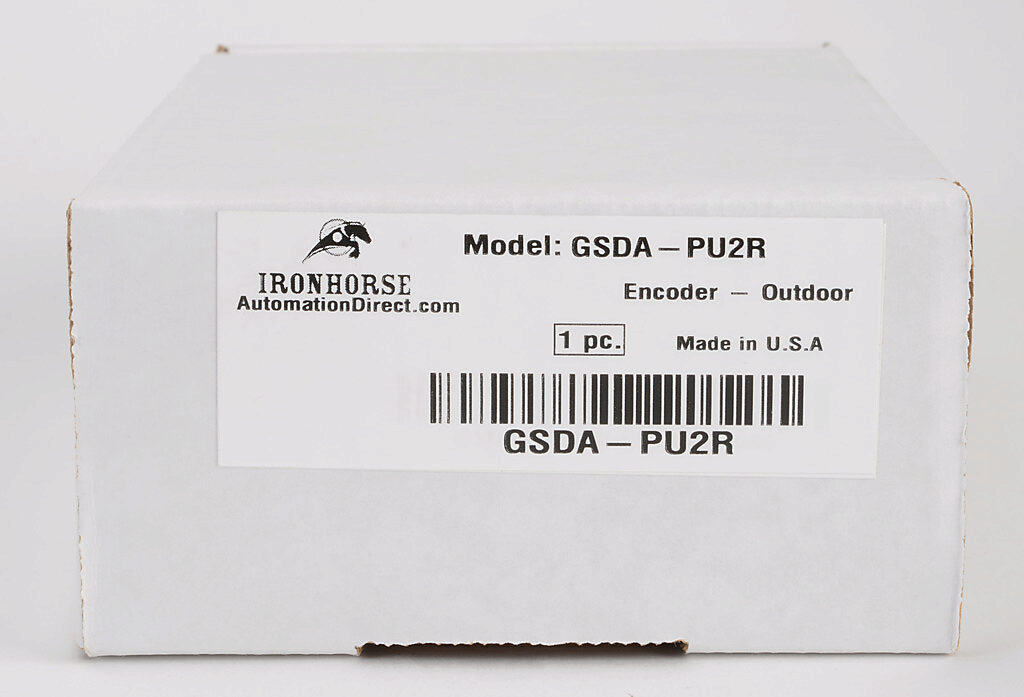 Model: GSDA – PU2R
IRONHORSE
AutomationDirect.com
Encoder – Outdoor
1 pc.
Made in U.S.A
GSDA – PU2R